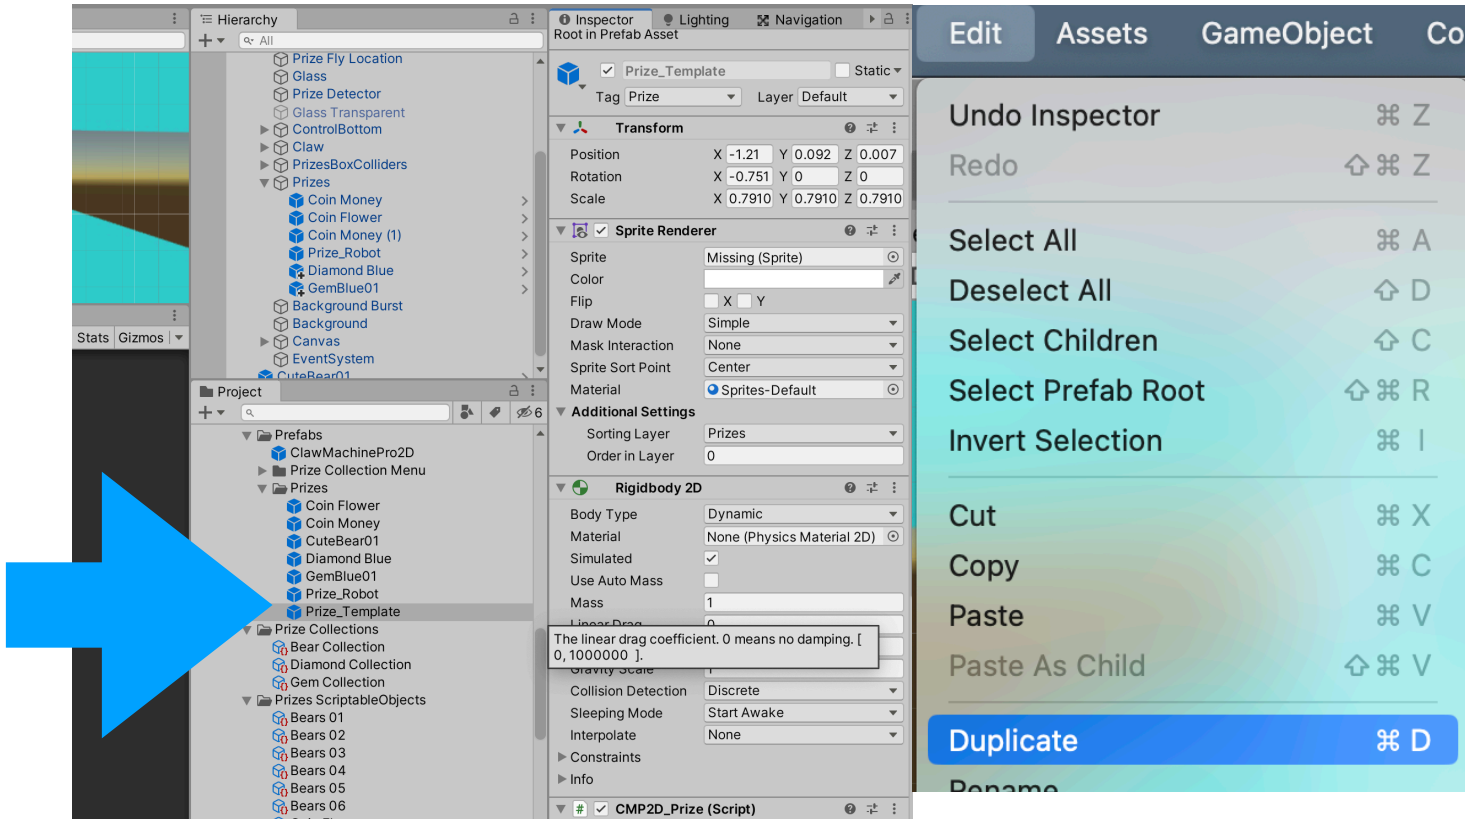 Hierarchy
All
Prize Fly Location
Glass
Prize Detector
Glass Transparent
ControlBottom
Claw
PrizesBoxColliders
Prizes
Coin Money
Coin Flower
Coin Money (1)
Prize_Robot
Diamond Blue
GemBlue01
Background Burst
Background
Canvas
EventSystem
CuteBear01
Stats Gizmos
Project
6
Prefabs
ClawMachinePro2D
Prize Collection Menu
Prizes
Coin Flower
Coin Money
CuteBear01
Diamond Blue
GemBlue01
Prize_Robot
Prize_Template
Prize Collections
Bear Collection
Diamond Collection
Gem Collection
Prizes ScriptableObjects
Bears 01
Bears 02
Bears 03
Bears 04
Bears 05
Bears 06
Inspector Lighting Navigation
Root in Prefab Asset
Prize_Template Static
Tag Prize Layer Default
Transform
Position X -1.21 Y 0.092 Z 0.007
Rotation X -0.751 Y 0 Z 0
Scale X 0.7910 Y 0.7910 Z 0.7910
Sprite Renderer
Sprite Missing (Sprite)
Color
Flip X Y
Draw Mode Simple
Mask Interaction None
Sprite Sort Point Center
Material Sprites-Default
Additional Settings
Sorting Layer Prizes
Order in Layer 0
Rigidbody 2D
Body Type Dynamic
Material None (Physics Material 2D)
Simulated
Use Auto Mass
Mass 1
Linear Drag 0
The linear drag coefficient. 0 means no damping. [
0, 1000000 ].
Gravity Scale 1
Collision Detection Discrete
Sleeping Mode Start Awake
Interpolate None
Constraints
Info
# CMP2D_Prize (Script)
Edit Assets GameObject Co
Undo Inspector ⌘ Z
Redo ⇧ ⌘ Z
Select All ⌘ A
Deselect All ⇧ D
Select Children ⇧ C
Select Prefab Root ⇧ ⌘ R
Invert Selection ⌘ I
Cut ⌘ X
Copy ⌘ C
Paste ⌘ V
Paste As Child ⇧ ⌘ V
Duplicate ⌘ D
Rename